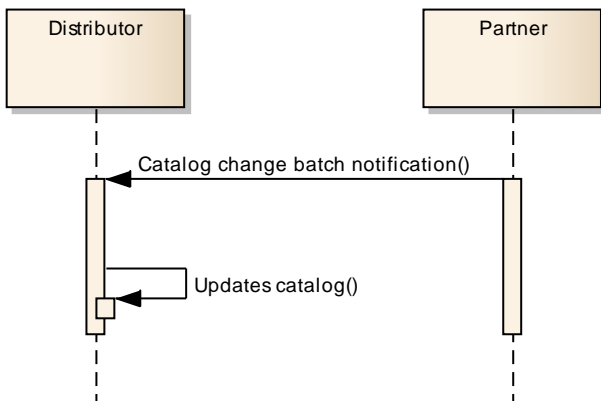 Distributor
Partner
Catalog change batch notification()
Updates catalog()